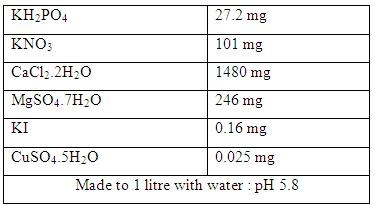 KH₂PO₄ 27.2 mg
KNO₃ 101 mg
CaCl₂.2H₂O 1480 mg
MgSO₄.7H₂O 246 mg
KI 0.16 mg
CuSO₄.5H₂O 0.025 mg
Made to 1 litre with water : pH 5.8